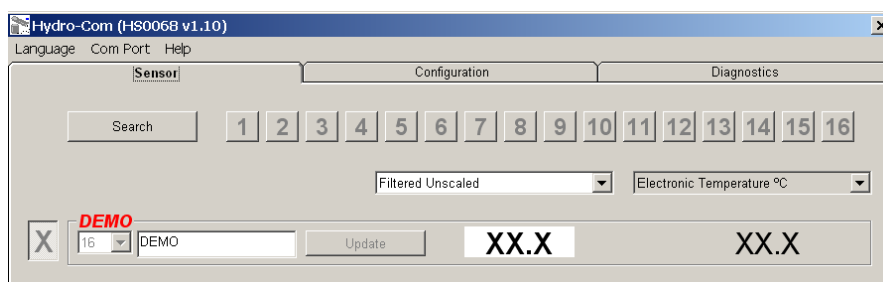 Hydro-Com (HS0068 v1.10)
Language Com Port Help
Sensor Configuration Diagnostics
Search 1 2 3 4 5 6 7 8 9 10 11 12 13 14 15 16
Filtered Unscaled Electronic Temperature ºC
DEMO
X 16 DEMO Update XX.X XX.X